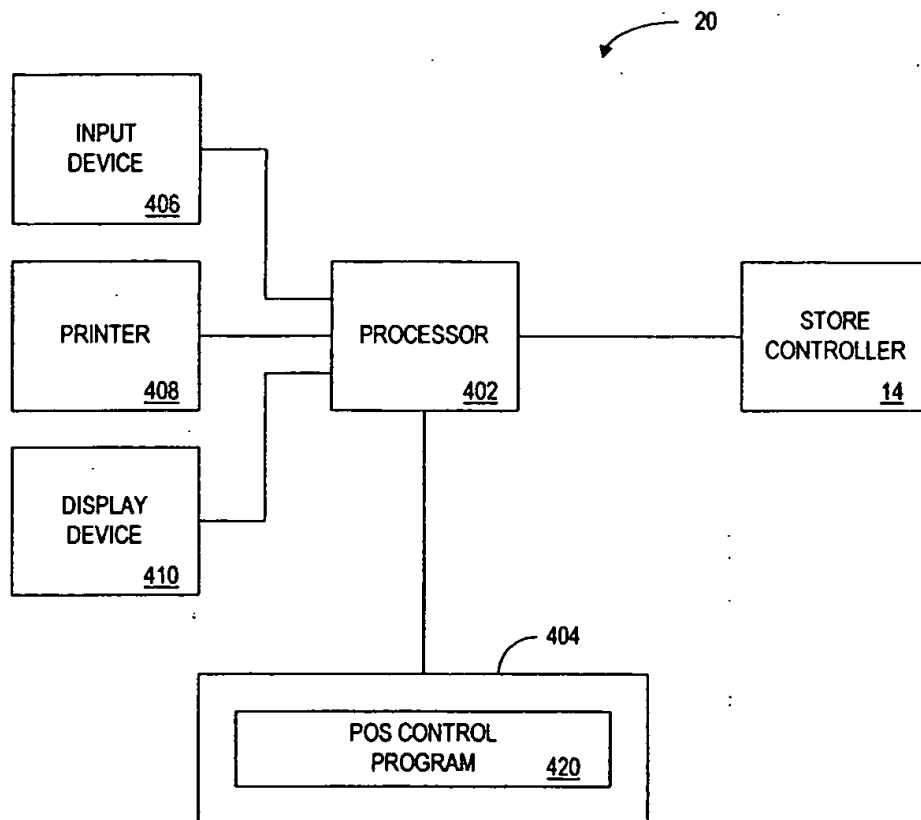 20
INPUT
DEVICE
406
PRINTER
408
PROCESSOR
402
STORE
CONTROLLER
14
DISPLAY
DEVICE
410
404
POS CONTROL
PROGRAM
420